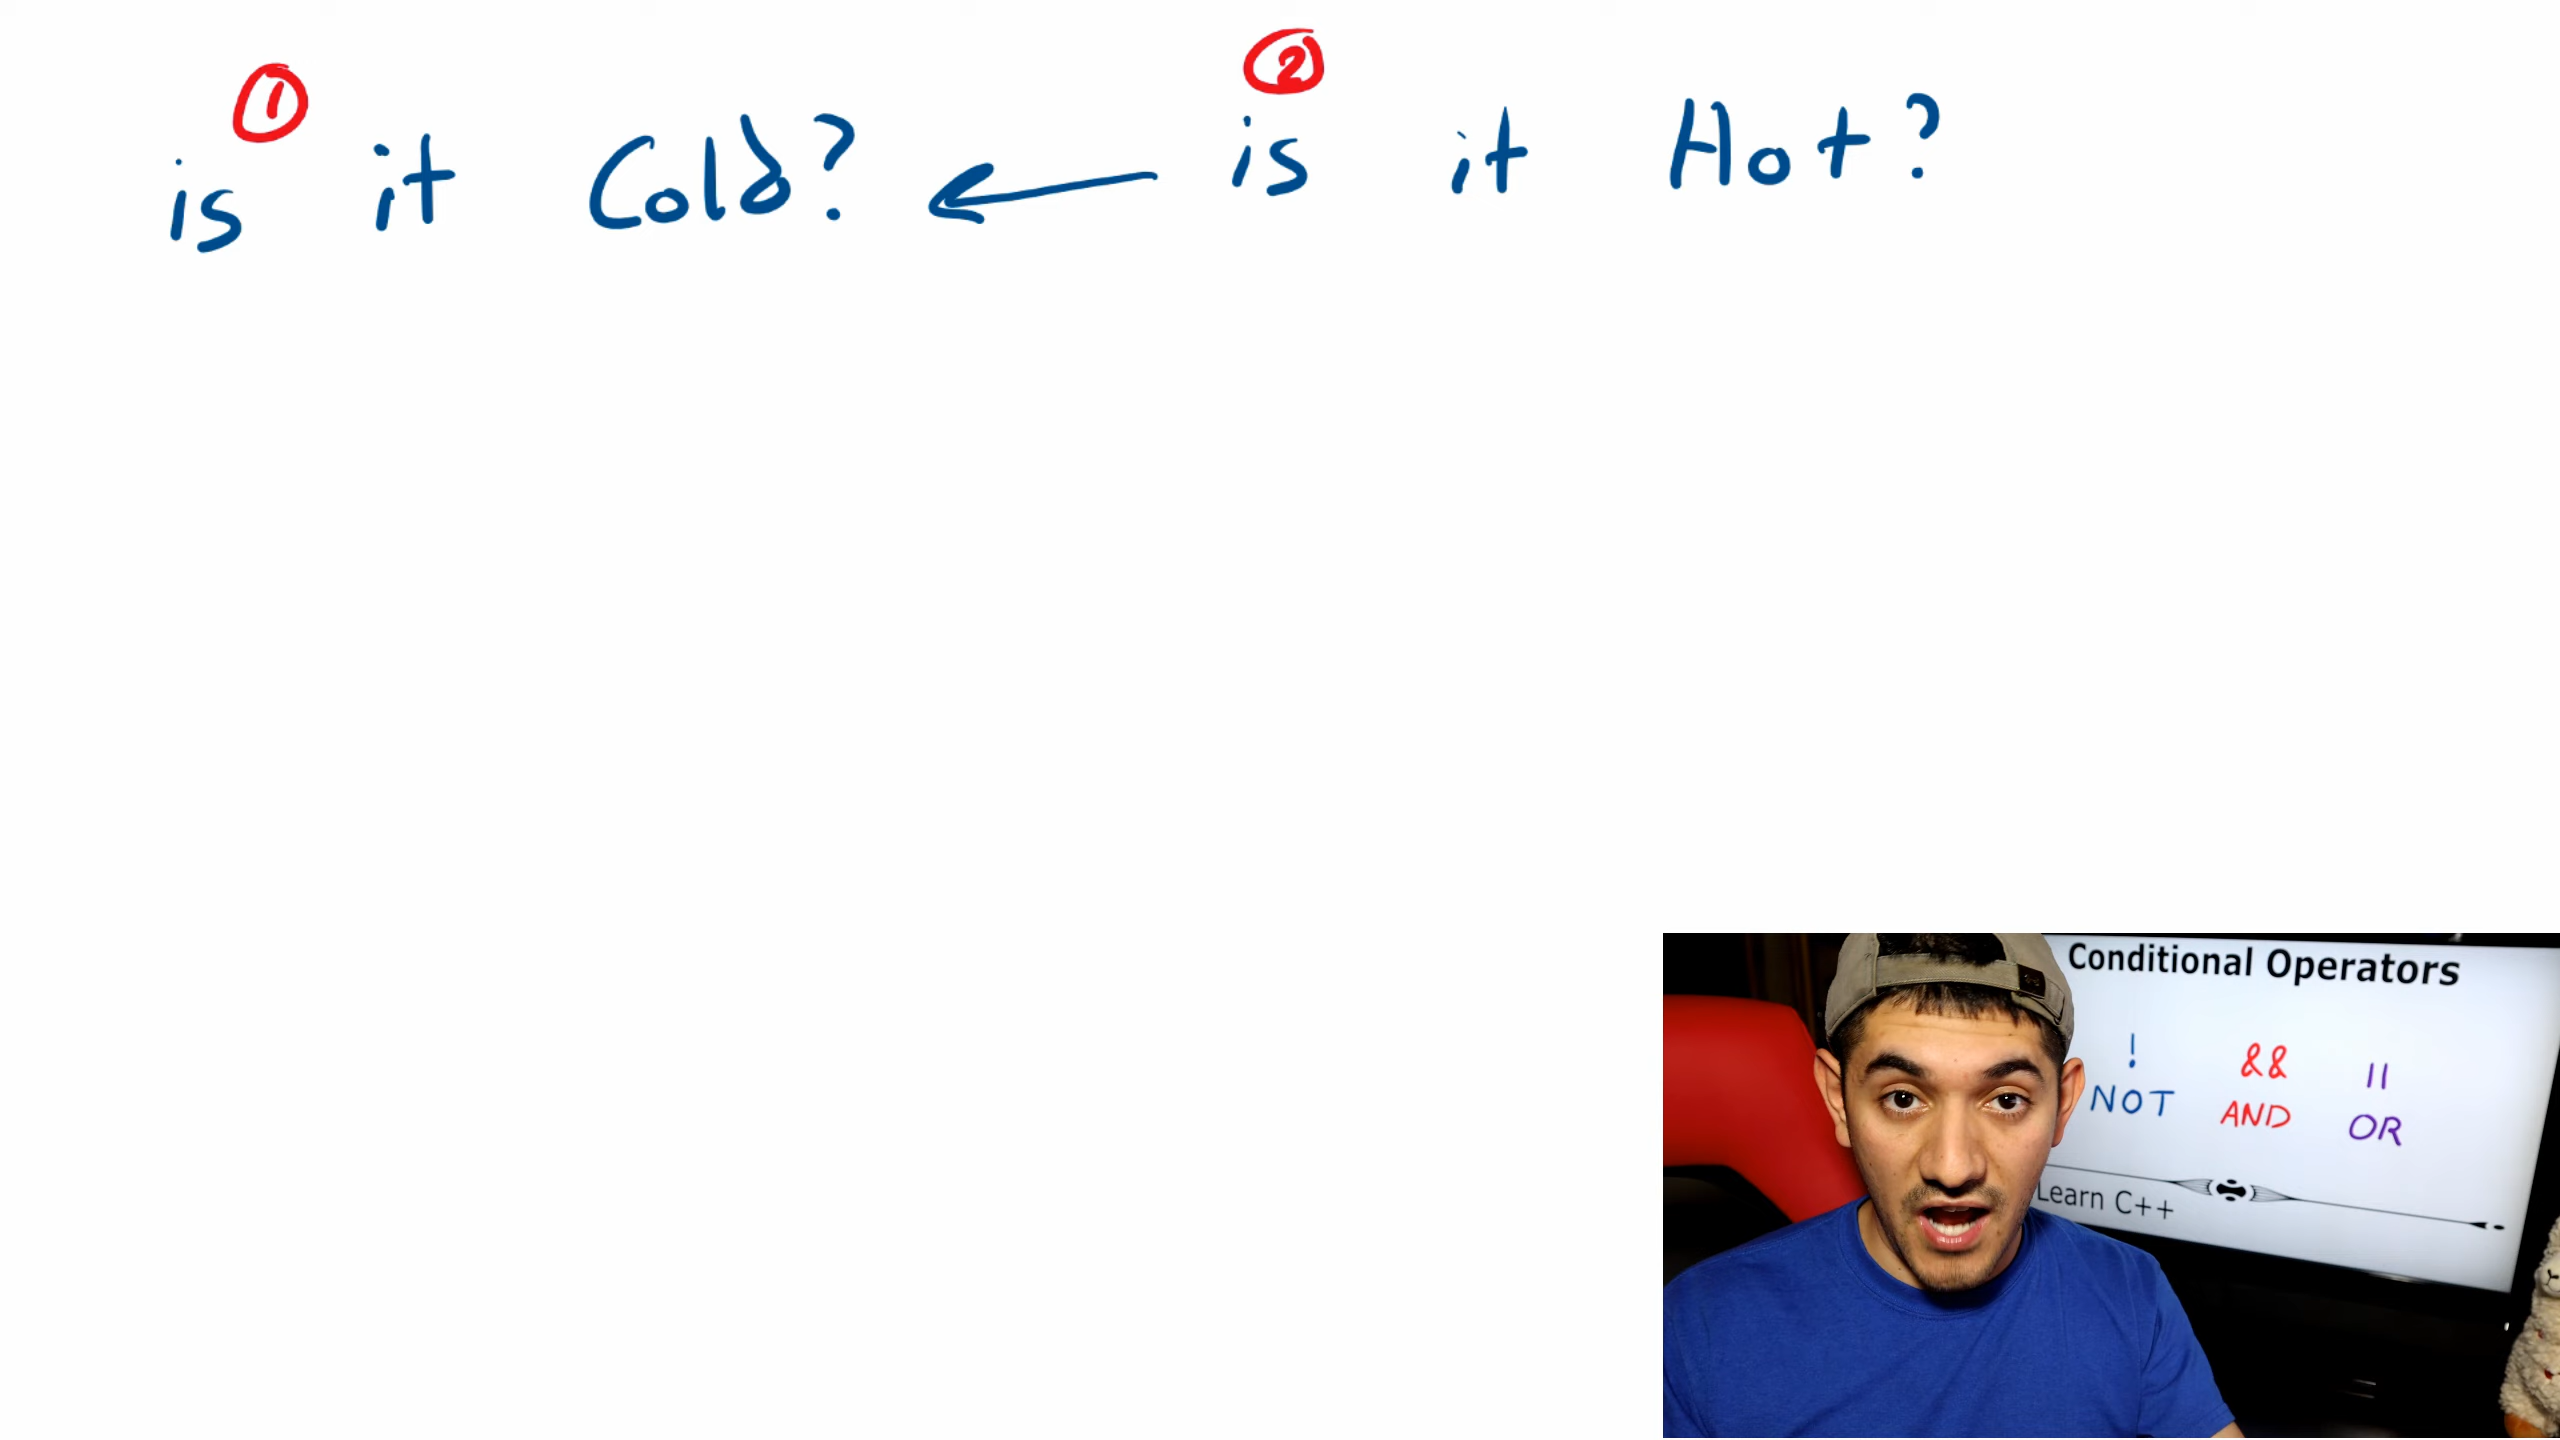 ① ②
is it Cold? ← is it Hot?
Conditional Operators
! && ||
NOT AND OR
Learn C++